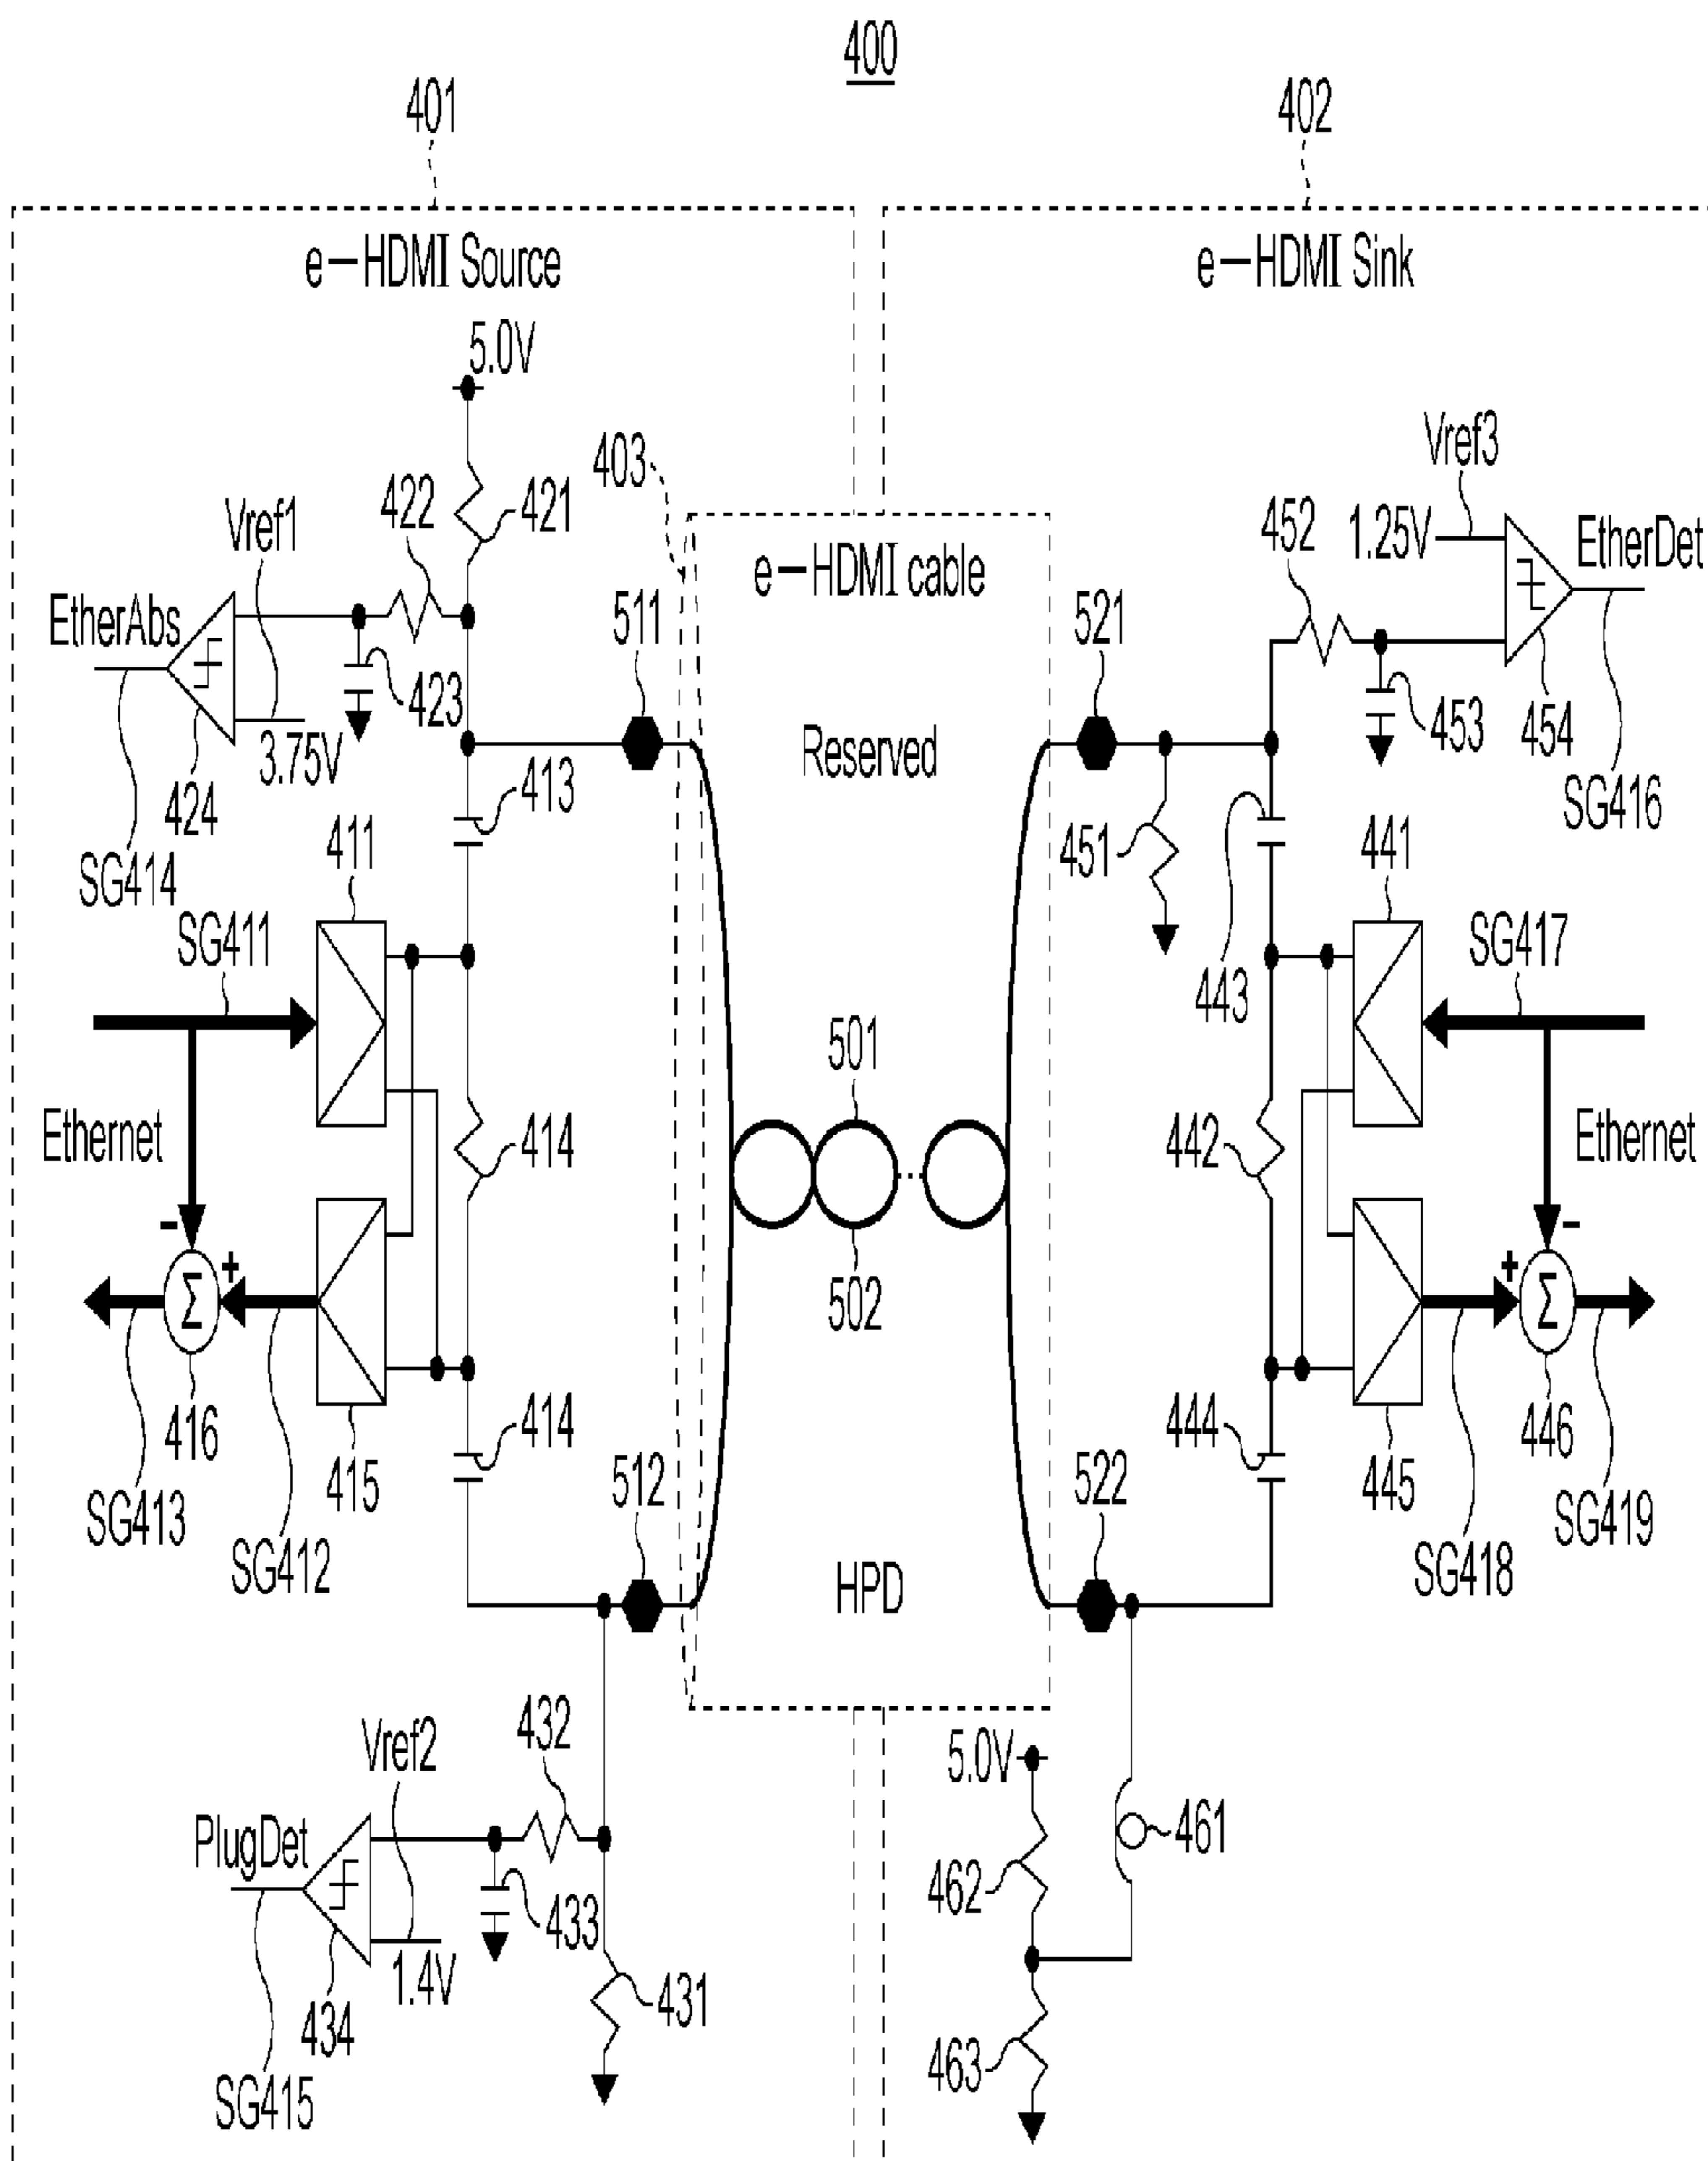 400
401
402
e-HDMI Source
e-HDMI Sink
5.0V
403
Vref3
422
421
452
1.25V
EtherDet
Vref1
e-HDMI cable
EtherAbs
511
521
423
453
454
Reserved
3.75V
424
413
SG416
SG414
411
451
441
SG411
443
SG417
501
Ethernet
414
442
Ethernet
-
-
+
Σ
502
+
Σ
416
415
414
512
444
522
445
446
SG413
SG412
SG418
SG419
HPD
432
Vref2
5.0V
PlugDet
461
462
433
1.4V
434
431
463
SG415